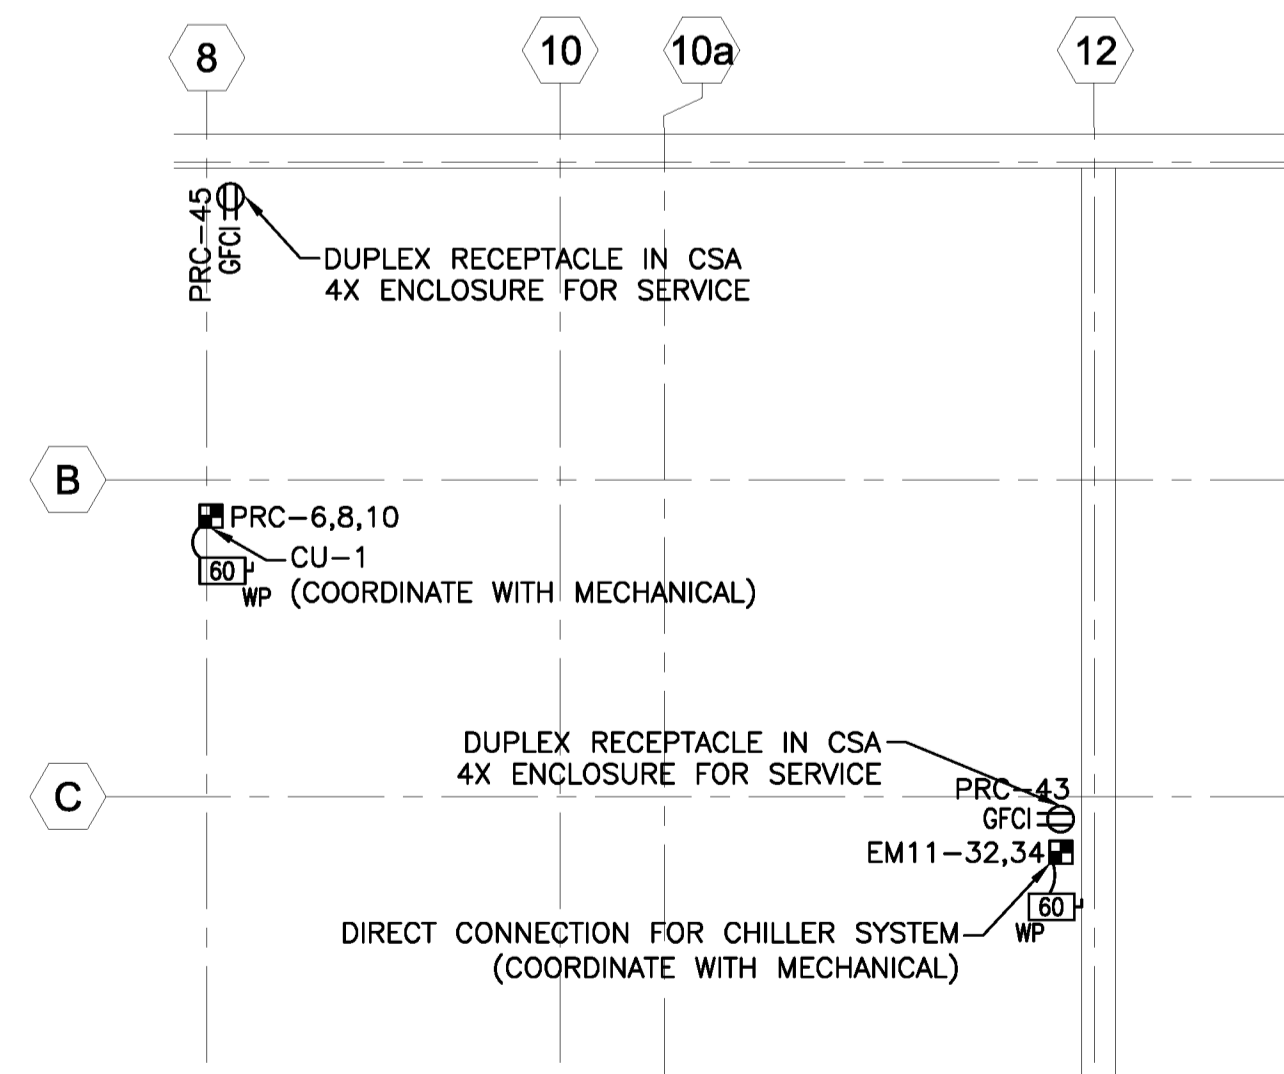 8
10
10a
12
PRC-45
GFCI
DUPLEX RECEPTACLE IN CSA
4X ENCLOSURE FOR SERVICE
B
PRC-6,8,10
CU-1
60
WP (COORDINATE WITH MECHANICAL)
DUPLEX RECEPTACLE IN CSA
4X ENCLOSURE FOR SERVICE
C
PRC-43
GFCI
EM11-32,34
60
WP
DIRECT CONNECTION FOR CHILLER SYSTEM
(COORDINATE WITH MECHANICAL)